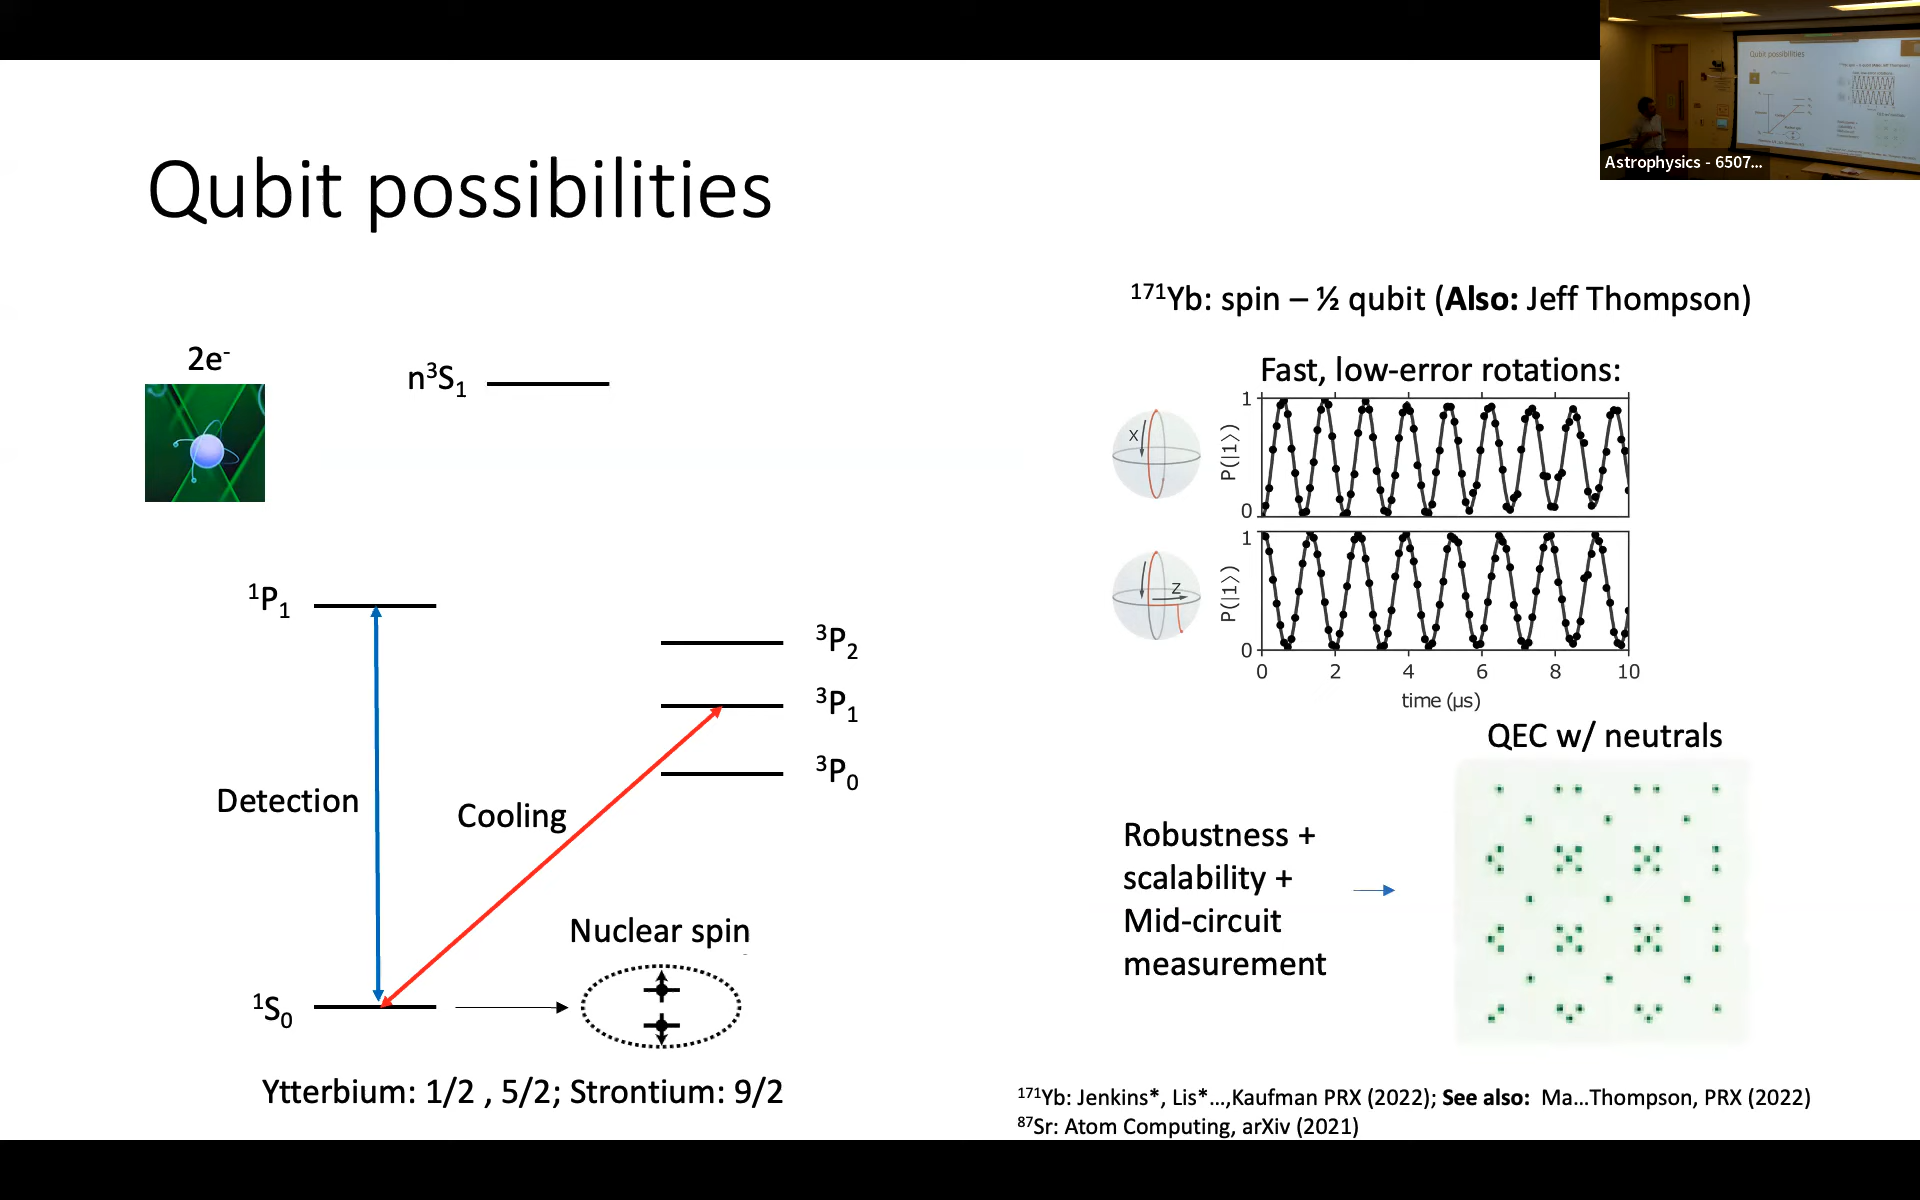 Astrophysics - 6507...
Qubit possibilities
2e⁻
n³S₁
¹P₁
³P₂
³P₁
³P₀
Detection
Cooling
Nuclear spin
¹S₀
Ytterbium: 1/2 , 5/2; Strontium: 9/2
¹⁷¹Yb: spin – ½ qubit (Also: Jeff Thompson)
Fast, low-error rotations:
X
P(|1⟩)
1
0
Z
P(|1⟩)
1
0
0 2 4 6 8 10
time (µs)
QEC w/ neutrals
Robustness +
scalability +
Mid-circuit
measurement
¹⁷¹Yb: Jenkins*, Lis*...,Kaufman PRX (2022); See also: Ma...Thompson, PRX (2022)
⁸⁷Sr: Atom Computing, arXiv (2021)